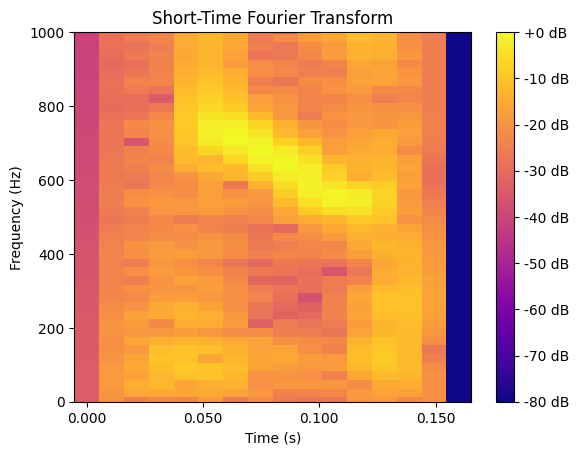 Short-Time Fourier Transform
Frequency (Hz)
1000
800
600
400
200
0
0.000
0.050
0.100
0.150
Time (s)
+0 dB
-10 dB
-20 dB
-30 dB
-40 dB
-50 dB
-60 dB
-70 dB
-80 dB